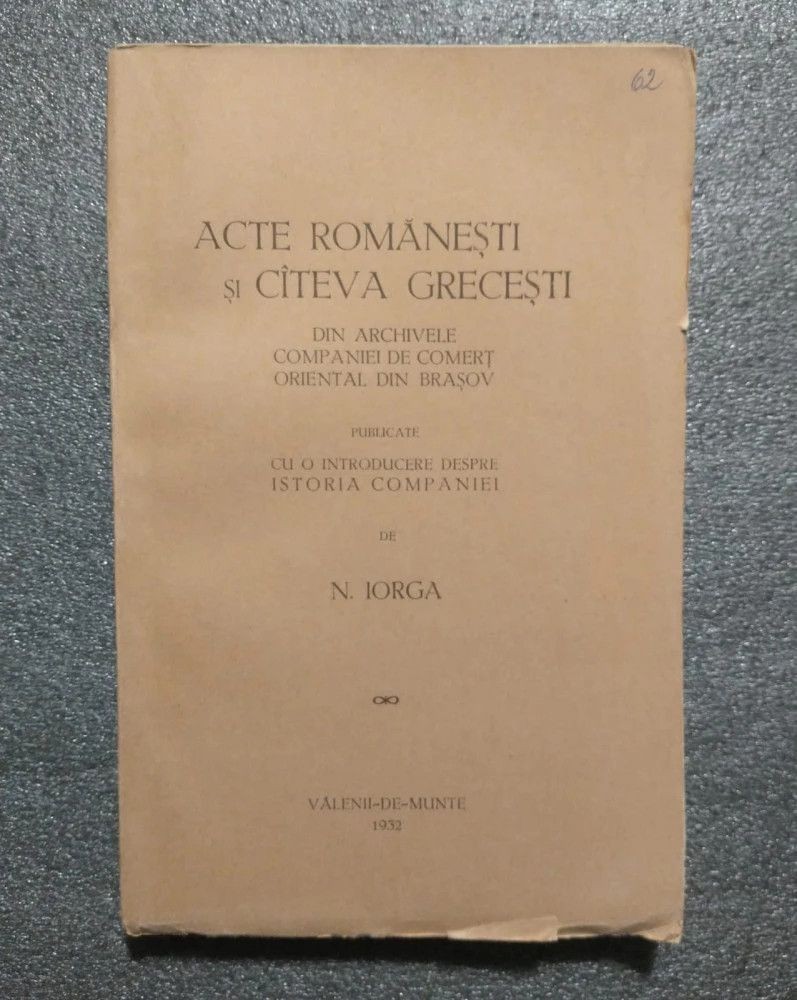 62
ACTE ROMĂNEȘTI
ȘI CÎTEVA GRECEȘTI
DIN ARCHIVELE
COMPANIEI DE COMERȚ
ORIENTAL DIN BRAȘOV
PUBLICATE
CU O INTRODUCERE DESPRE
ISTORIA COMPANIEI
DE
N. IORGA
VĂLENII-DE-MUNTE
1932